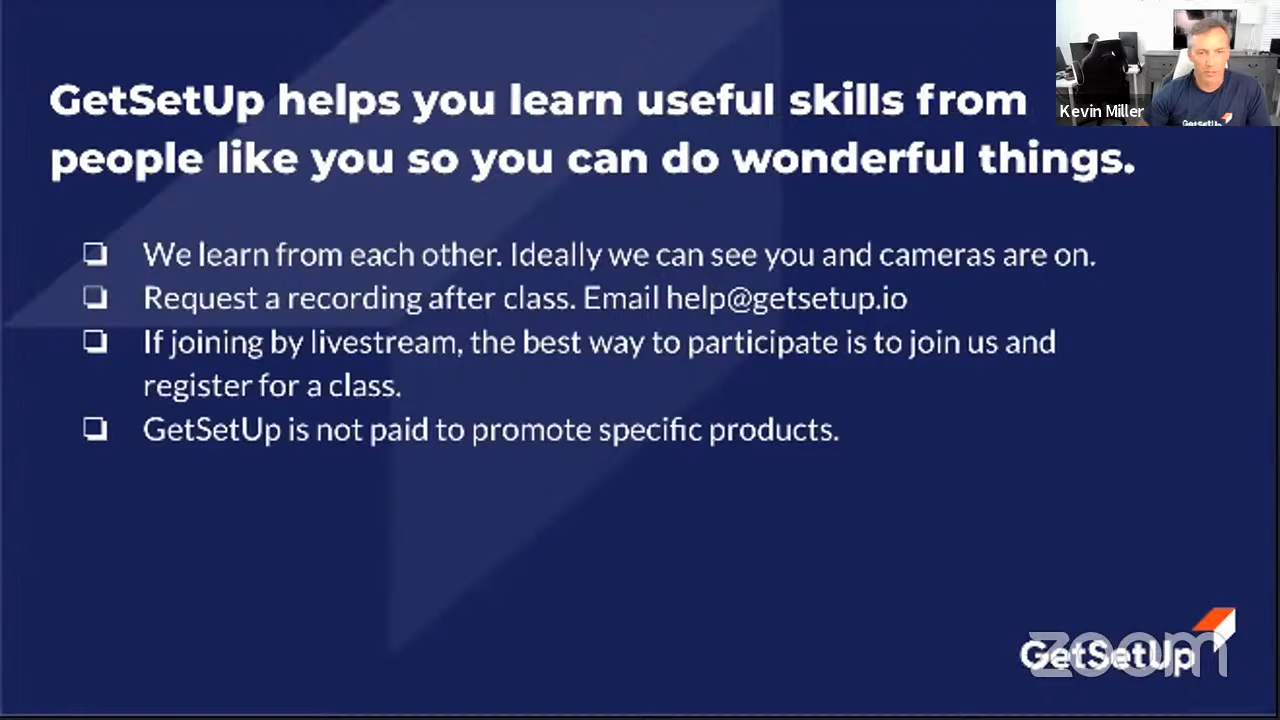 GetSetUp helps you learn useful skills from
people like you so you can do wonderful things.
Kevin Miller
GetSetUp
❏ We learn from each other. Ideally we can see you and cameras are on.
❏ Request a recording after class. Email help@getsetup.io
❏ If joining by livestream, the best way to participate is to join us and
register for a class.
❏ GetSetUp is not paid to promote specific products.
GetSetUp
zoom